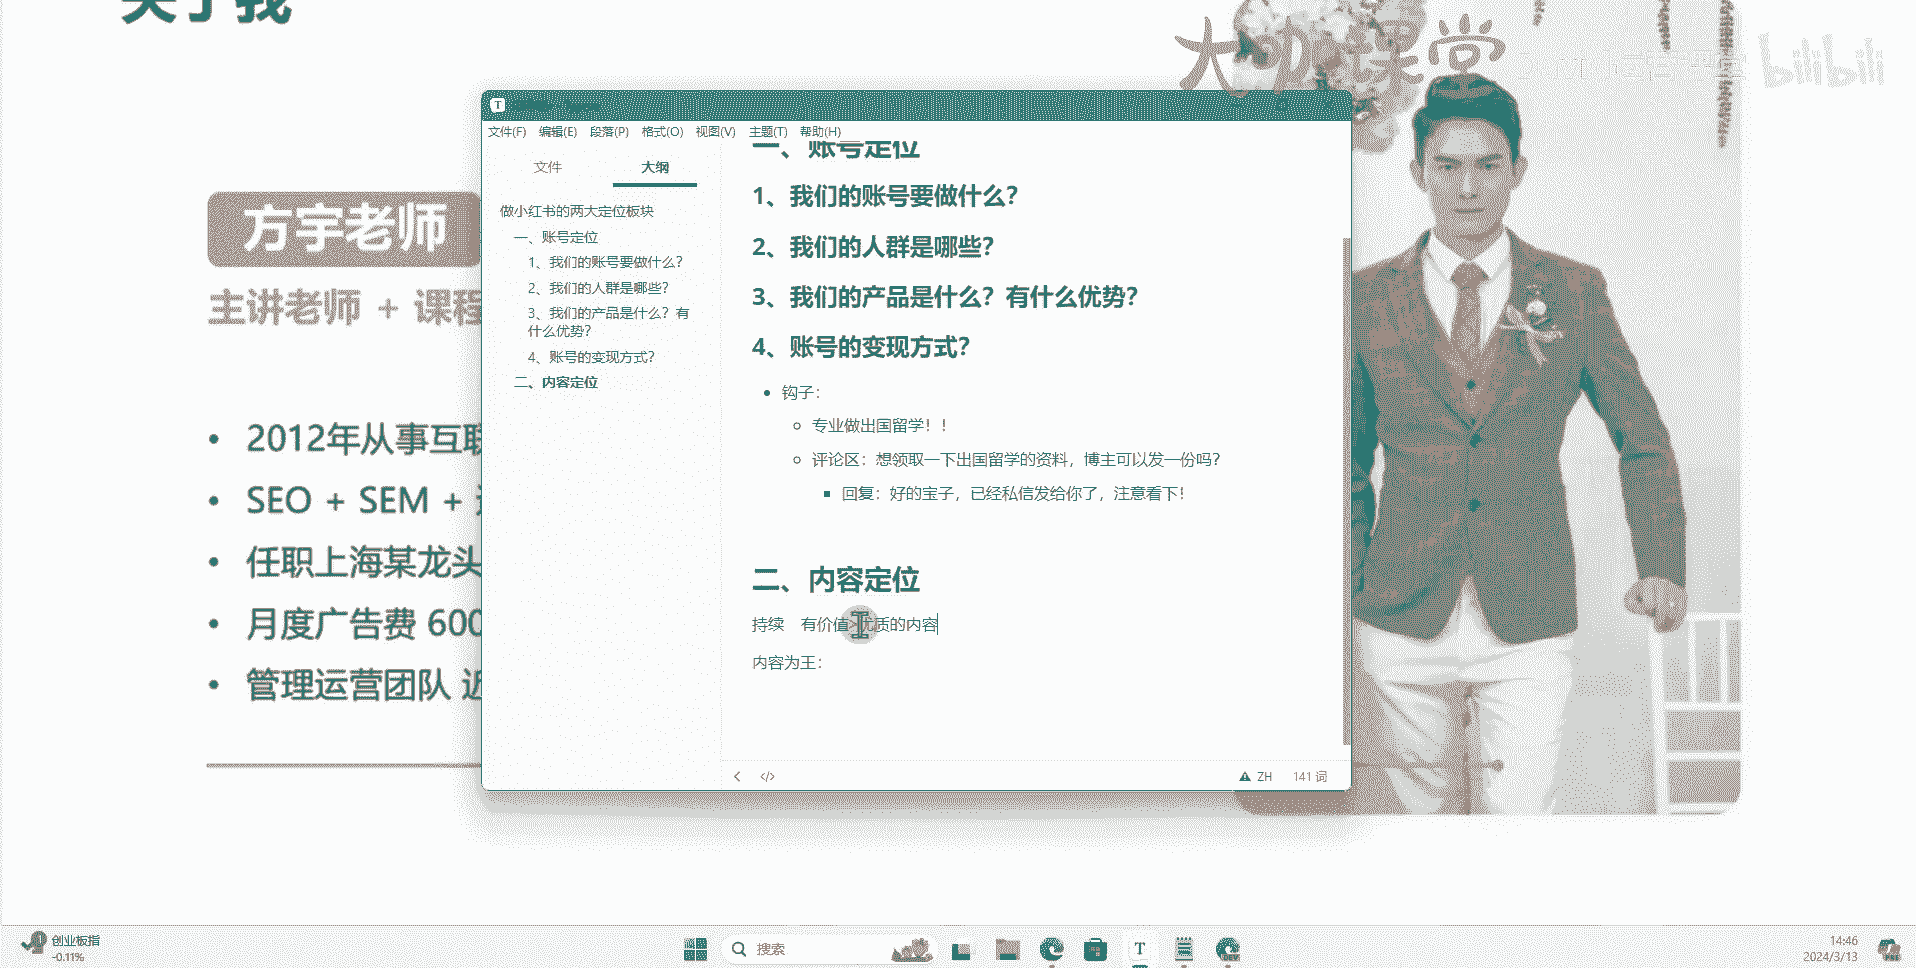 关于我
大咖课堂
bilibili
T
文件(F) 编辑(E) 段落(P) 格式(O) 视图(V) 主题(T) 帮助(H)
文件 大纲
做小红书的两大定位板块
一、账号定位
1、我们的账号要做什么？
2、我们的人群是哪些？
3、我们的产品是什么？有
什么优势？
4、账号的变现方式？
二、内容定位
一、账号定位
1、我们的账号要做什么？
2、我们的人群是哪些？
3、我们的产品是什么？有什么优势？
4、账号的变现方式？
钩子：
专业做出国留学！！
评论区：想领取一下出国留学的资料，博主可以发一份吗？
回复：好的宝子，已经私信发给你了，注意看下！
二、内容定位
持续 有价值 优质的内容
内容为王：
ZH 141 词
方宇老师
主讲老师 + 课程
2012年从事互联
SEO + SEM +
任职上海某龙头
月度广告费 600
管理运营团队 近
创业板指
-0.11%
搜索
T
14:46
2024/3/13